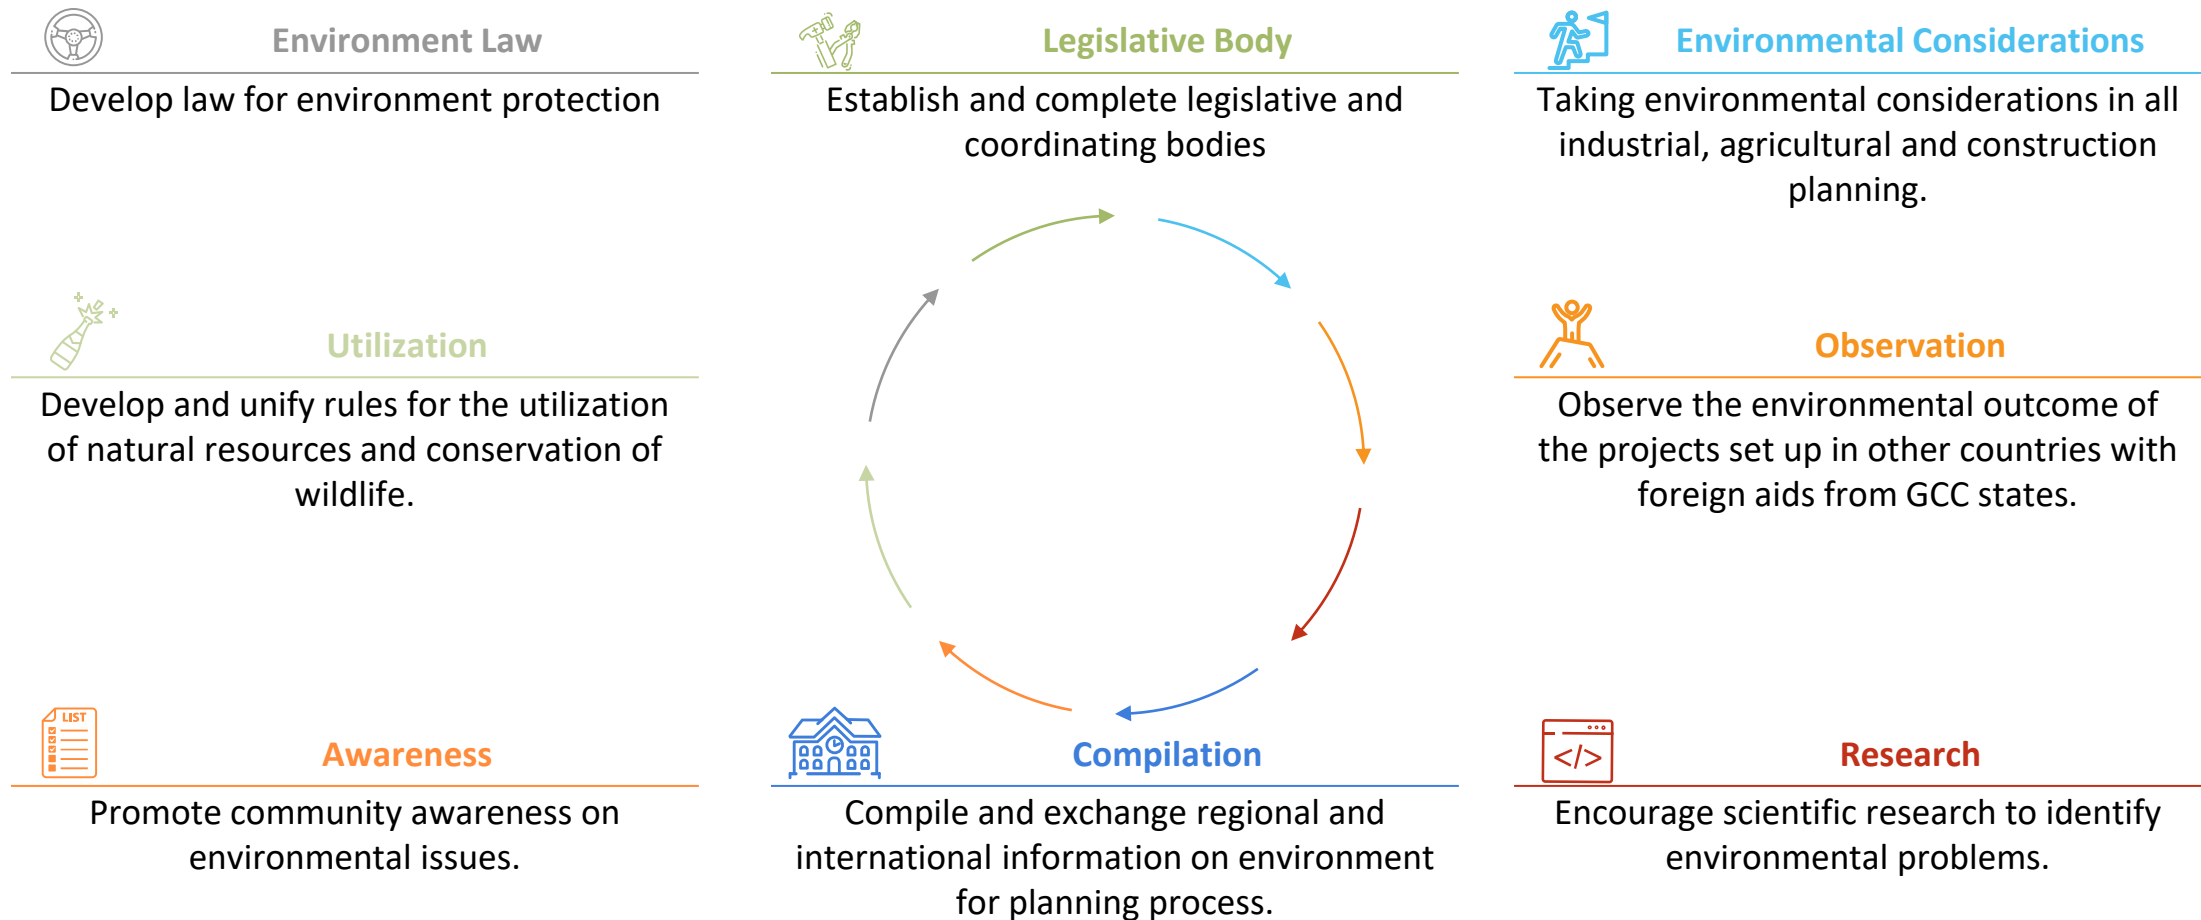 Environment Law
Develop law for environment protection
Legislative Body
Establish and complete legislative and
coordinating bodies
Environmental Considerations
Taking environmental considerations in all
industrial, agricultural and construction
planning.
Utilization
Develop and unify rules for the utilization
of natural resources and conservation of
wildlife.
Observation
Observe the environmental outcome of
the projects set up in other countries with
foreign aids from GCC states.
LIST
Awareness
Promote community awareness on
environmental issues.
Compilation
Compile and exchange regional and
international information on environment
for planning process.
</>
Research
Encourage scientific research to identify
environmental problems.